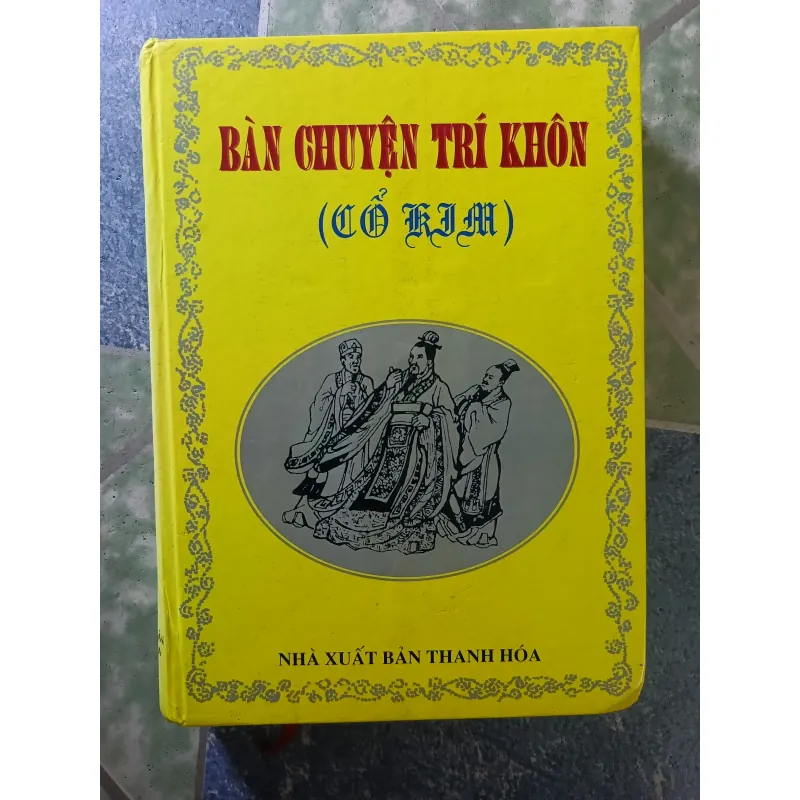 BÀN CHUYỆN TRÍ KHÔN
(CỔ KIM)
NHÀ XUẤT BẢN THANH HÓA